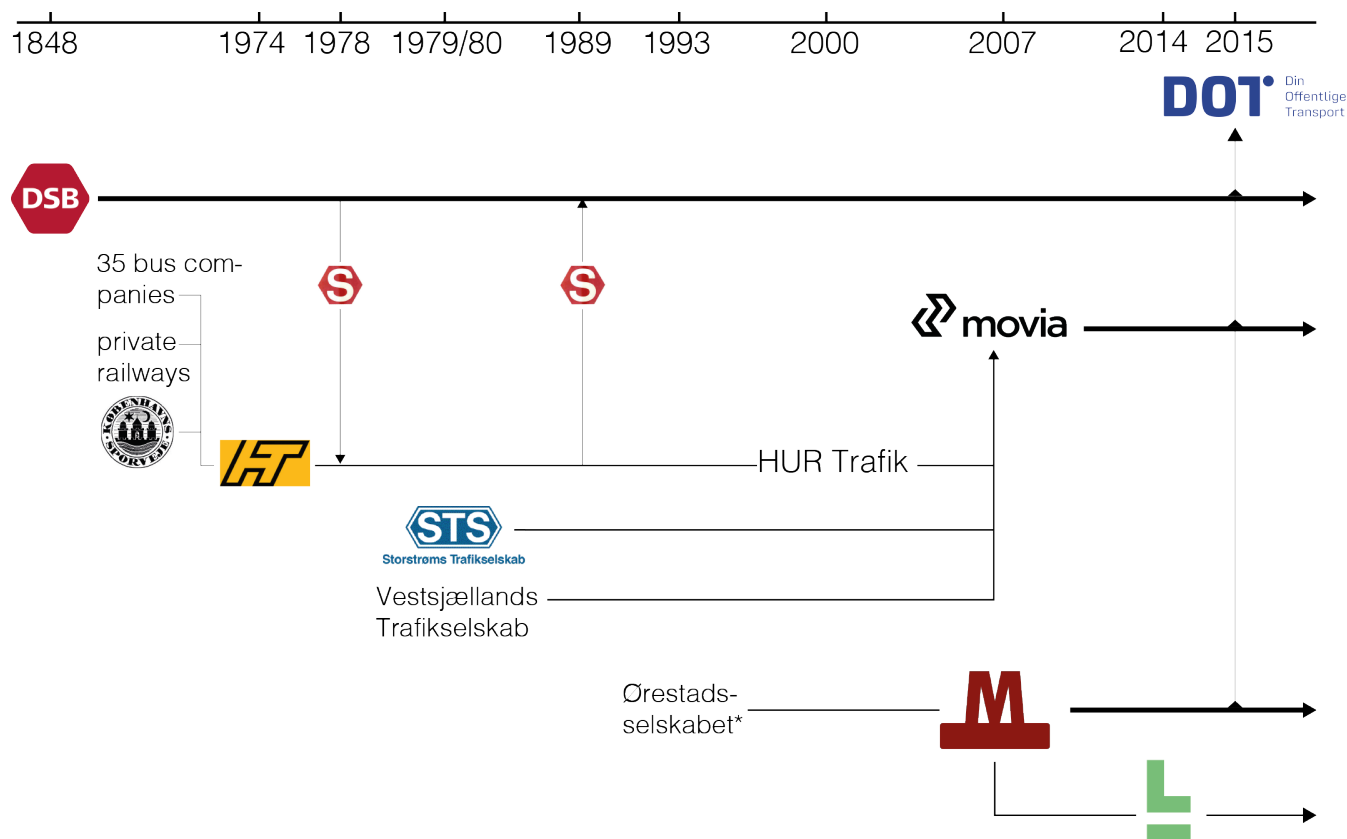 1848 1974 1978 1979/80 1989 1993 2000 2007 2014 2015
DOT Din
Offentlige
Transport
DSB
35 bus com-
panies
S
S
movia
private
railways
KØBENHAVNS
SPORVEJE
HT
HUR Trafik
STS
Storstrøms Trafikselskab
Vestsjællands
Trafikselskab
Ørestads-
selskabet*
M
L